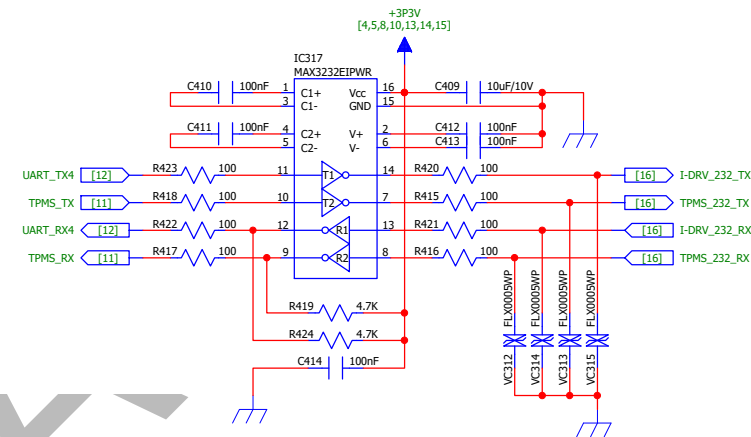 +3P3V
[4,5,8,10,13,14,15]
IC317
MAX3232EIPWR
C410 100nF 1 C1+ Vcc 16 C409 10uF/10V
3 C1- GND 15
C411 100nF 4 C2+ V+ 2 C412 100nF
5 C2- V- 6 C413 100nF
UART_TX4 [12] R423 100 11 T1 14 R420 100 [16] I-DRV_232_TX
TPMS_TX [11] R418 100 10 T2 7 R415 100 [16] TPMS_232_TX
UART_RX4 [12] R422 100 12 R1 13 R421 100 [16] I-DRV_232_RX
TPMS_RX [11] R417 100 9 R2 8 R416 100 [16] TPMS_232_RX
R419 4.7K
R424 4.7K
C414 100nF
FLX0005WP FLX0005WP FLX0005WP FLX0005WP
VC312 VC314 VC313 VC315